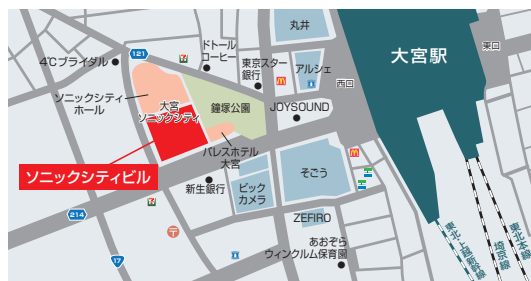 丸井
ドトール
コーヒー
121
4℃ブライダル
東京スター
銀行
アルシェ
大宮駅
東口
西口
ソニックシティ
ホール
大宮
ソニックシティ
鐘塚公園
JOYSOUND
パレスホテル
大宮
ソニックシティビル
新生銀行
ビック
カメラ
そごう
214
ZEFIRO
あおぞら
ウィンクルム保育園
17
東北・上越新幹線
埼京線
東北本線